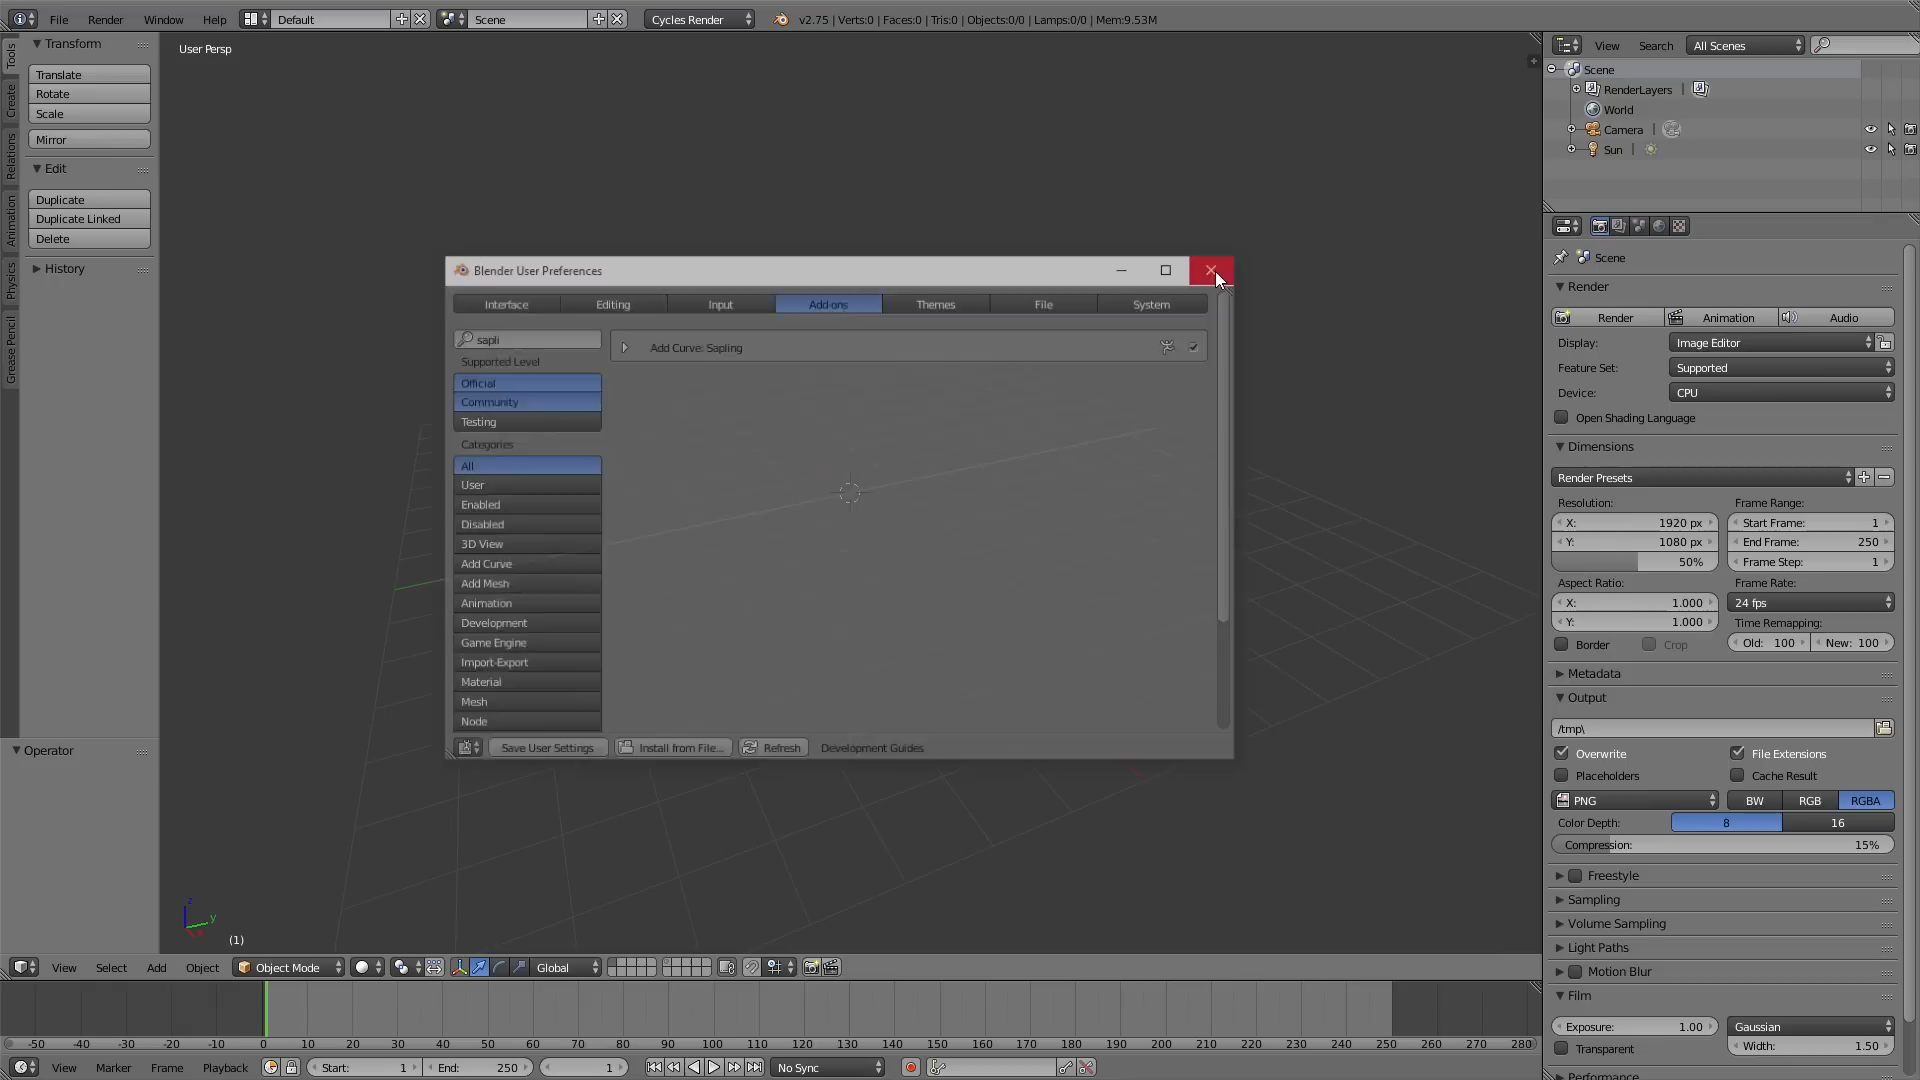 File Render Window Help Default Scene Cycles Render v2.75 | Verts:0 | Faces:0 | Tris:0 | Objects:0/0 | Lamps:0/0 | Mem:9.53M
Tools
Create
Relations
Animation
Physics
Grease Pencil
Transform
Translate
Rotate
Scale
Mirror
Edit
Duplicate
Duplicate Linked
Delete
History
Operator
User Persp
Blender User Preferences
Interface Editing Input Add-ons Themes File System
sapli
Add Curve: Sapling
Supported Level
Official
Community
Testing
Categories
All
User
Enabled
Disabled
3D View
Add Curve
Add Mesh
Animation
Development
Game Engine
Import-Export
Material
Mesh
Node
Save User Settings Install from File... Refresh Development Guides
z
y
(1)
View Select Add Object Object Mode Global
-50 -40 -30 -20 -10 0 10 20 30 40 50 60 70 80 90 100 110 120 130 140 150 160 170 180 190 200 210 220 230 240 250 260 270 280
View Marker Frame Playback Start: 1 End: 250 1 No Sync
View Search All Scenes
Scene
RenderLayers |
World
Camera |
Sun |
Scene
Render
Render Animation Audio
Display: Image Editor
Feature Set: Supported
Device: CPU
Open Shading Language
Dimensions
Render Presets
Resolution: Frame Range:
X: 1920 px Start Frame: 1
Y: 1080 px End Frame: 250
50% Frame Step: 1
Aspect Ratio: Frame Rate:
X: 1.000 24 fps
Y: 1.000 Time Remapping:
Border Crop Old: 100 New: 100
Metadata
Output
/tmp\
Overwrite File Extensions
Placeholders Cache Result
PNG BW RGB RGBA
Color Depth: 8 16
Compression: 15%
Freestyle
Sampling
Volume Sampling
Light Paths
Motion Blur
Film
Exposure: 1.00 Gaussian
Transparent Width: 1.50
Performance